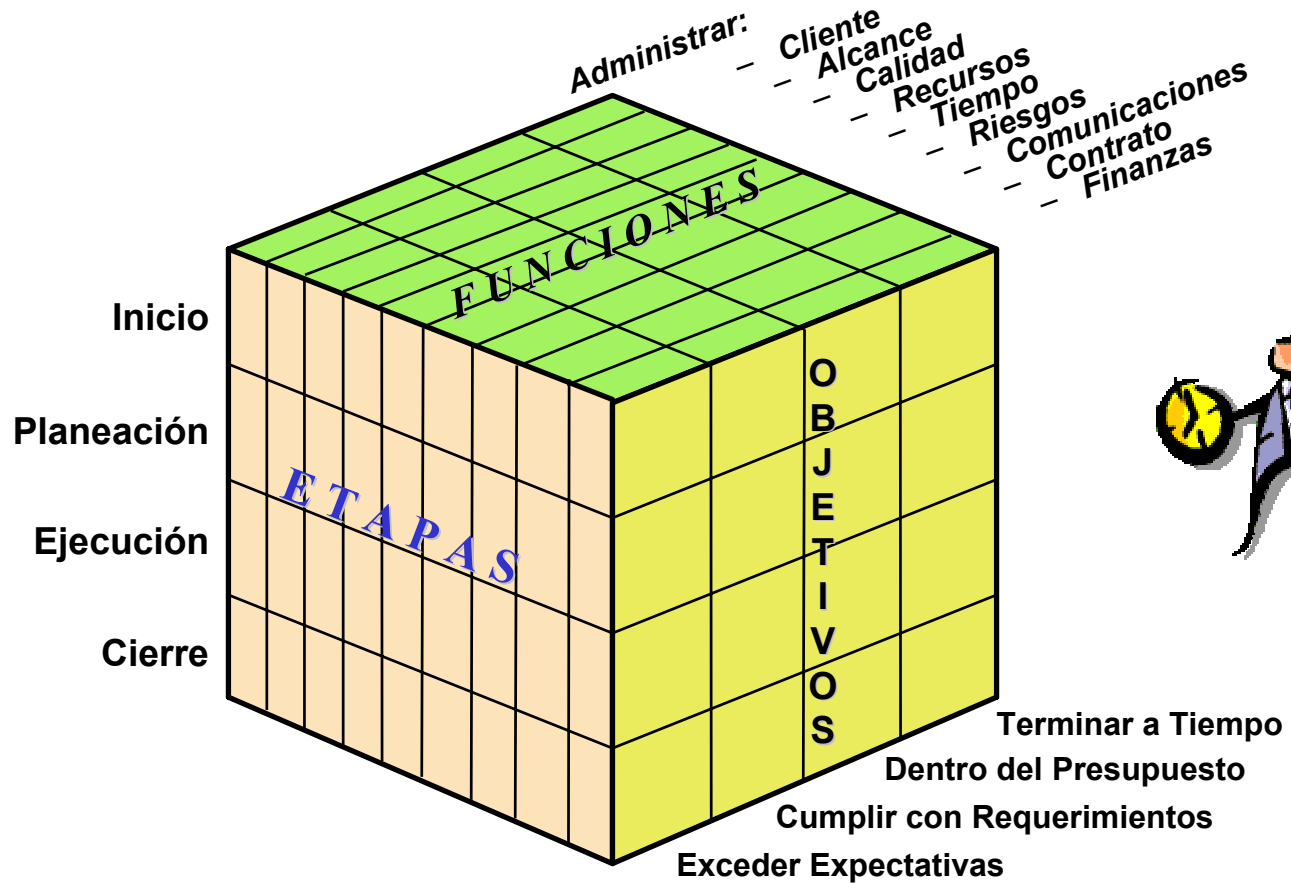 Administrar:
– Cliente
– Alcance
– Calidad
– Recursos
– Tiempo
– Riesgos
– Comunicaciones
– Contrato
– Finanzas
FUNCIONES
Inicio
Planeación
Ejecución
Cierre
ETAPAS
OBJETIVOS
Terminar a Tiempo
Dentro del Presupuesto
Cumplir con Requerimientos
Exceder Expectativas